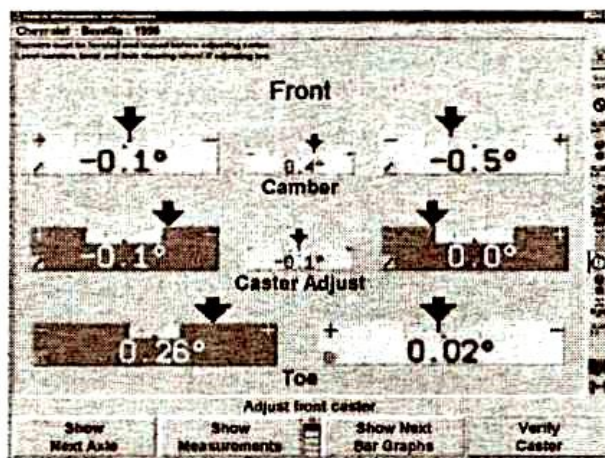 Chevrolet : Beretta : 1996
Front
-0.1° 0.4° -0.5°
Camber
-0.1° -0.1° 0.0°
Caster Adjust
0.26° 0.02°
Toe
Adjust front caster
Show Next Axle
Show Measurements
Show Next Bar Graphs
Verify Caster